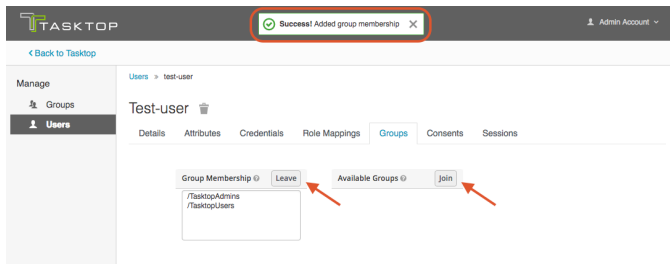 TASKTOP
Success! Added group membership
Admin Account
Back to Tasktop
Manage
Groups
Users
Users » test-user
Test-user
Details Attributes Credentials Role Mappings Groups Consents Sessions
Group Membership Leave Available Groups Join
/TasktopAdmins
/TasktopUsers